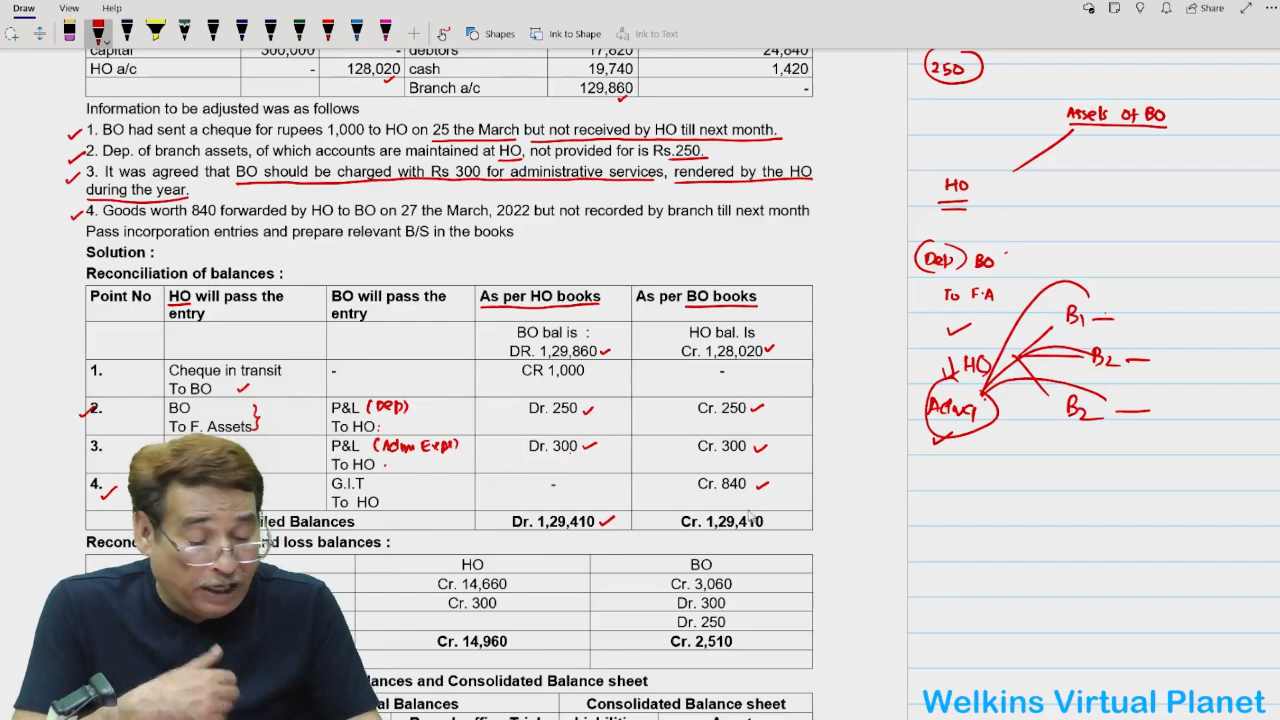 Draw View Help
Share
Shapes Ink to Shape Ink to Text
capital 300,000 - debtors 17,820 24,840
HO a/c - 128,020 cash 19,740 1,420
Branch a/c 129,860 -
Information to be adjusted was as follows
1. BO had sent a cheque for rupees 1,000 to HO on 25 the March but not received by HO till next month.
2. Dep. of branch assets, of which accounts are maintained at HO, not provided for is Rs.250.
3. It was agreed that BO should be charged with Rs 300 for administrative services, rendered by the HO
during the year.
4. Goods worth 840 forwarded by HO to BO on 27 the March, 2022 but not recorded by branch till next month
Pass incorporation entries and prepare relevant B/S in the books
Solution :
Reconciliation of balances :
Point No HO will pass the BO will pass the As per HO books As per BO books
entry entry
BO bal is : HO bal. Is
DR. 1,29,860 Cr. 1,28,020
1. Cheque in transit - CR 1,000 -
To BO
2. BO P&L (Dep) Dr. 250 Cr. 250
To F. Assets To HO
3. P&L (Adm Exps) Dr. 300 Cr. 300
To HO
4. G.I.T - Cr. 840
To HO
Balances Dr. 1,29,410 Cr. 1,29,410
and loss balances :
HO BO
Cr. 14,660 Cr. 3,060
Cr. 300 Dr. 300
Dr. 250
Cr. 14,960 Cr. 2,510
and Consolidated Balance sheet
Balances Consolidated Balance sheet
250
Assets of BO
HO
(Dep) BO
To F.A
B1
HO B2
B2
Welkins Virtual Planet